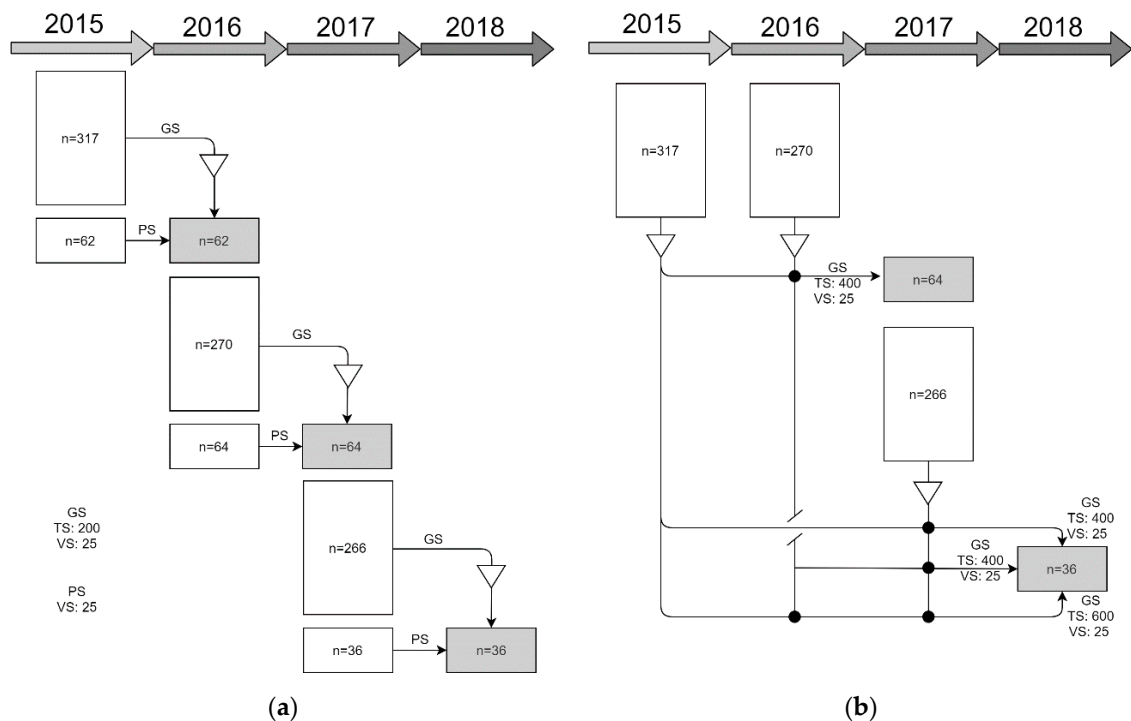 2015 2016 2017 2018
n=317
GS
n=62
PS
n=62
n=270
GS
n=64
PS
n=64
GS
TS: 200
VS: 25
n=266
GS
PS
VS: 25
n=36
PS
n=36
(a)
2015 2016 2017 2018
n=317
n=270
GS
TS: 400
VS: 25
n=64
n=266
GS
TS: 400
VS: 25
GS
TS: 400
VS: 25
n=36
GS
TS: 600
VS: 25
(b)